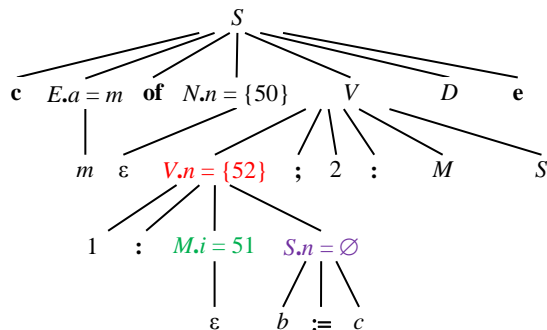 S
c E.a = m of N.n = {50} V D e
m ε V.n = {52} ; 2 : M S
1 : M.i = 51 S.n = ∅
ε b := c